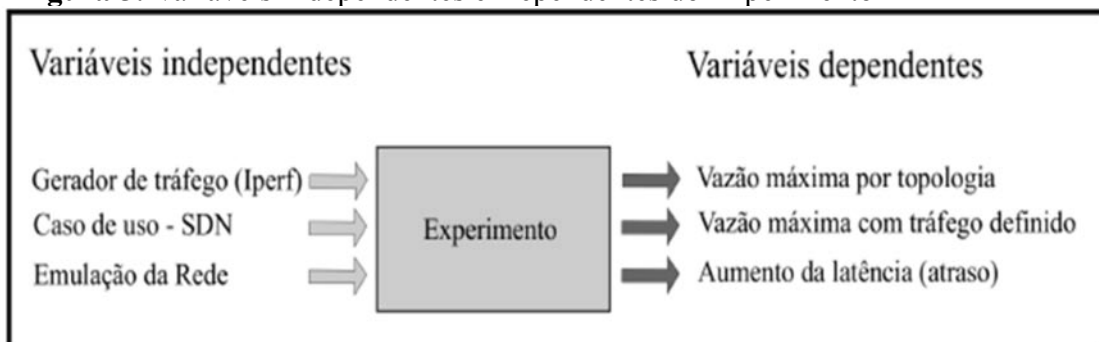 Variáveis independentes
Variáveis dependentes
Gerador de tráfego (Iperf)
Caso de uso - SDN
Emulação da Rede
Experimento
Vazão máxima por topologia
Vazão máxima com tráfego definido
Aumento da latência (atraso)